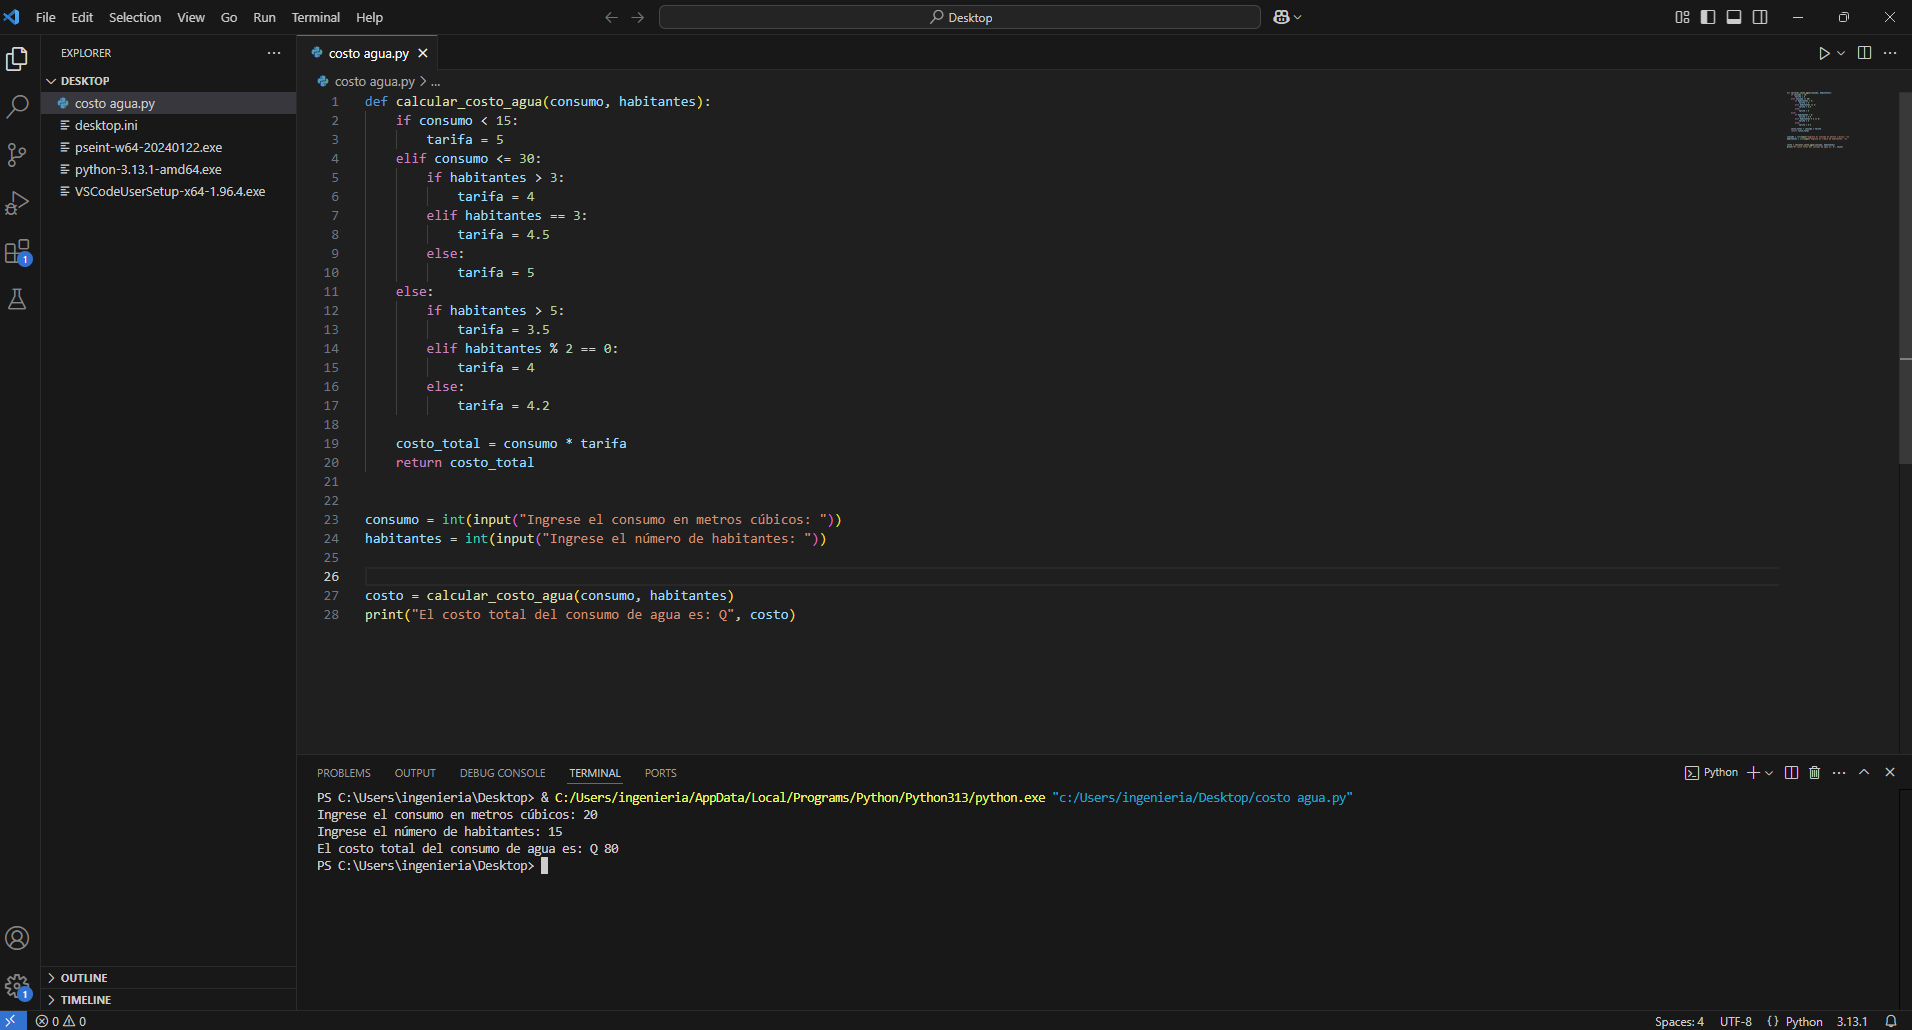 File Edit Selection View Go Run Terminal Help
Desktop
EXPLORER
DESKTOP
costo agua.py
desktop.ini
pseint-w64-20240122.exe
python-3.13.1-amd64.exe
VSCodeUserSetup-x64-1.96.4.exe
1
costo agua.py
costo agua.py > ...
1 def calcular_costo_agua(consumo, habitantes):
2     if consumo < 15:
3         tarifa = 5
4     elif consumo <= 30:
5         if habitantes > 3:
6             tarifa = 4
7         elif habitantes == 3:
8             tarifa = 4.5
9         else:
10             tarifa = 5
11     else:
12         if habitantes > 5:
13             tarifa = 3.5
14         elif habitantes % 2 == 0:
15             tarifa = 4
16         else:
17             tarifa = 4.2
18
19     costo_total = consumo * tarifa
20     return costo_total
21
22
23 consumo = int(input("Ingrese el consumo en metros cúbicos: "))
24 habitantes = int(input("Ingrese el número de habitantes: "))
25
26
27 costo = calcular_costo_agua(consumo, habitantes)
28 print("El costo total del consumo de agua es: Q", costo)
PROBLEMS OUTPUT DEBUG CONSOLE TERMINAL PORTS
Python
PS C:\Users\ingenieria\Desktop> & C:/Users/ingenieria/AppData/Local/Programs/Python/Python313/python.exe "c:/Users/ingenieria/Desktop/costo agua.py"
Ingrese el consumo en metros cúbicos: 20
Ingrese el número de habitantes: 15
El costo total del consumo de agua es: Q 80
PS C:\Users\ingenieria\Desktop>
OUTLINE
TIMELINE
1
0 0
Spaces: 4 UTF-8 {} Python 3.13.1